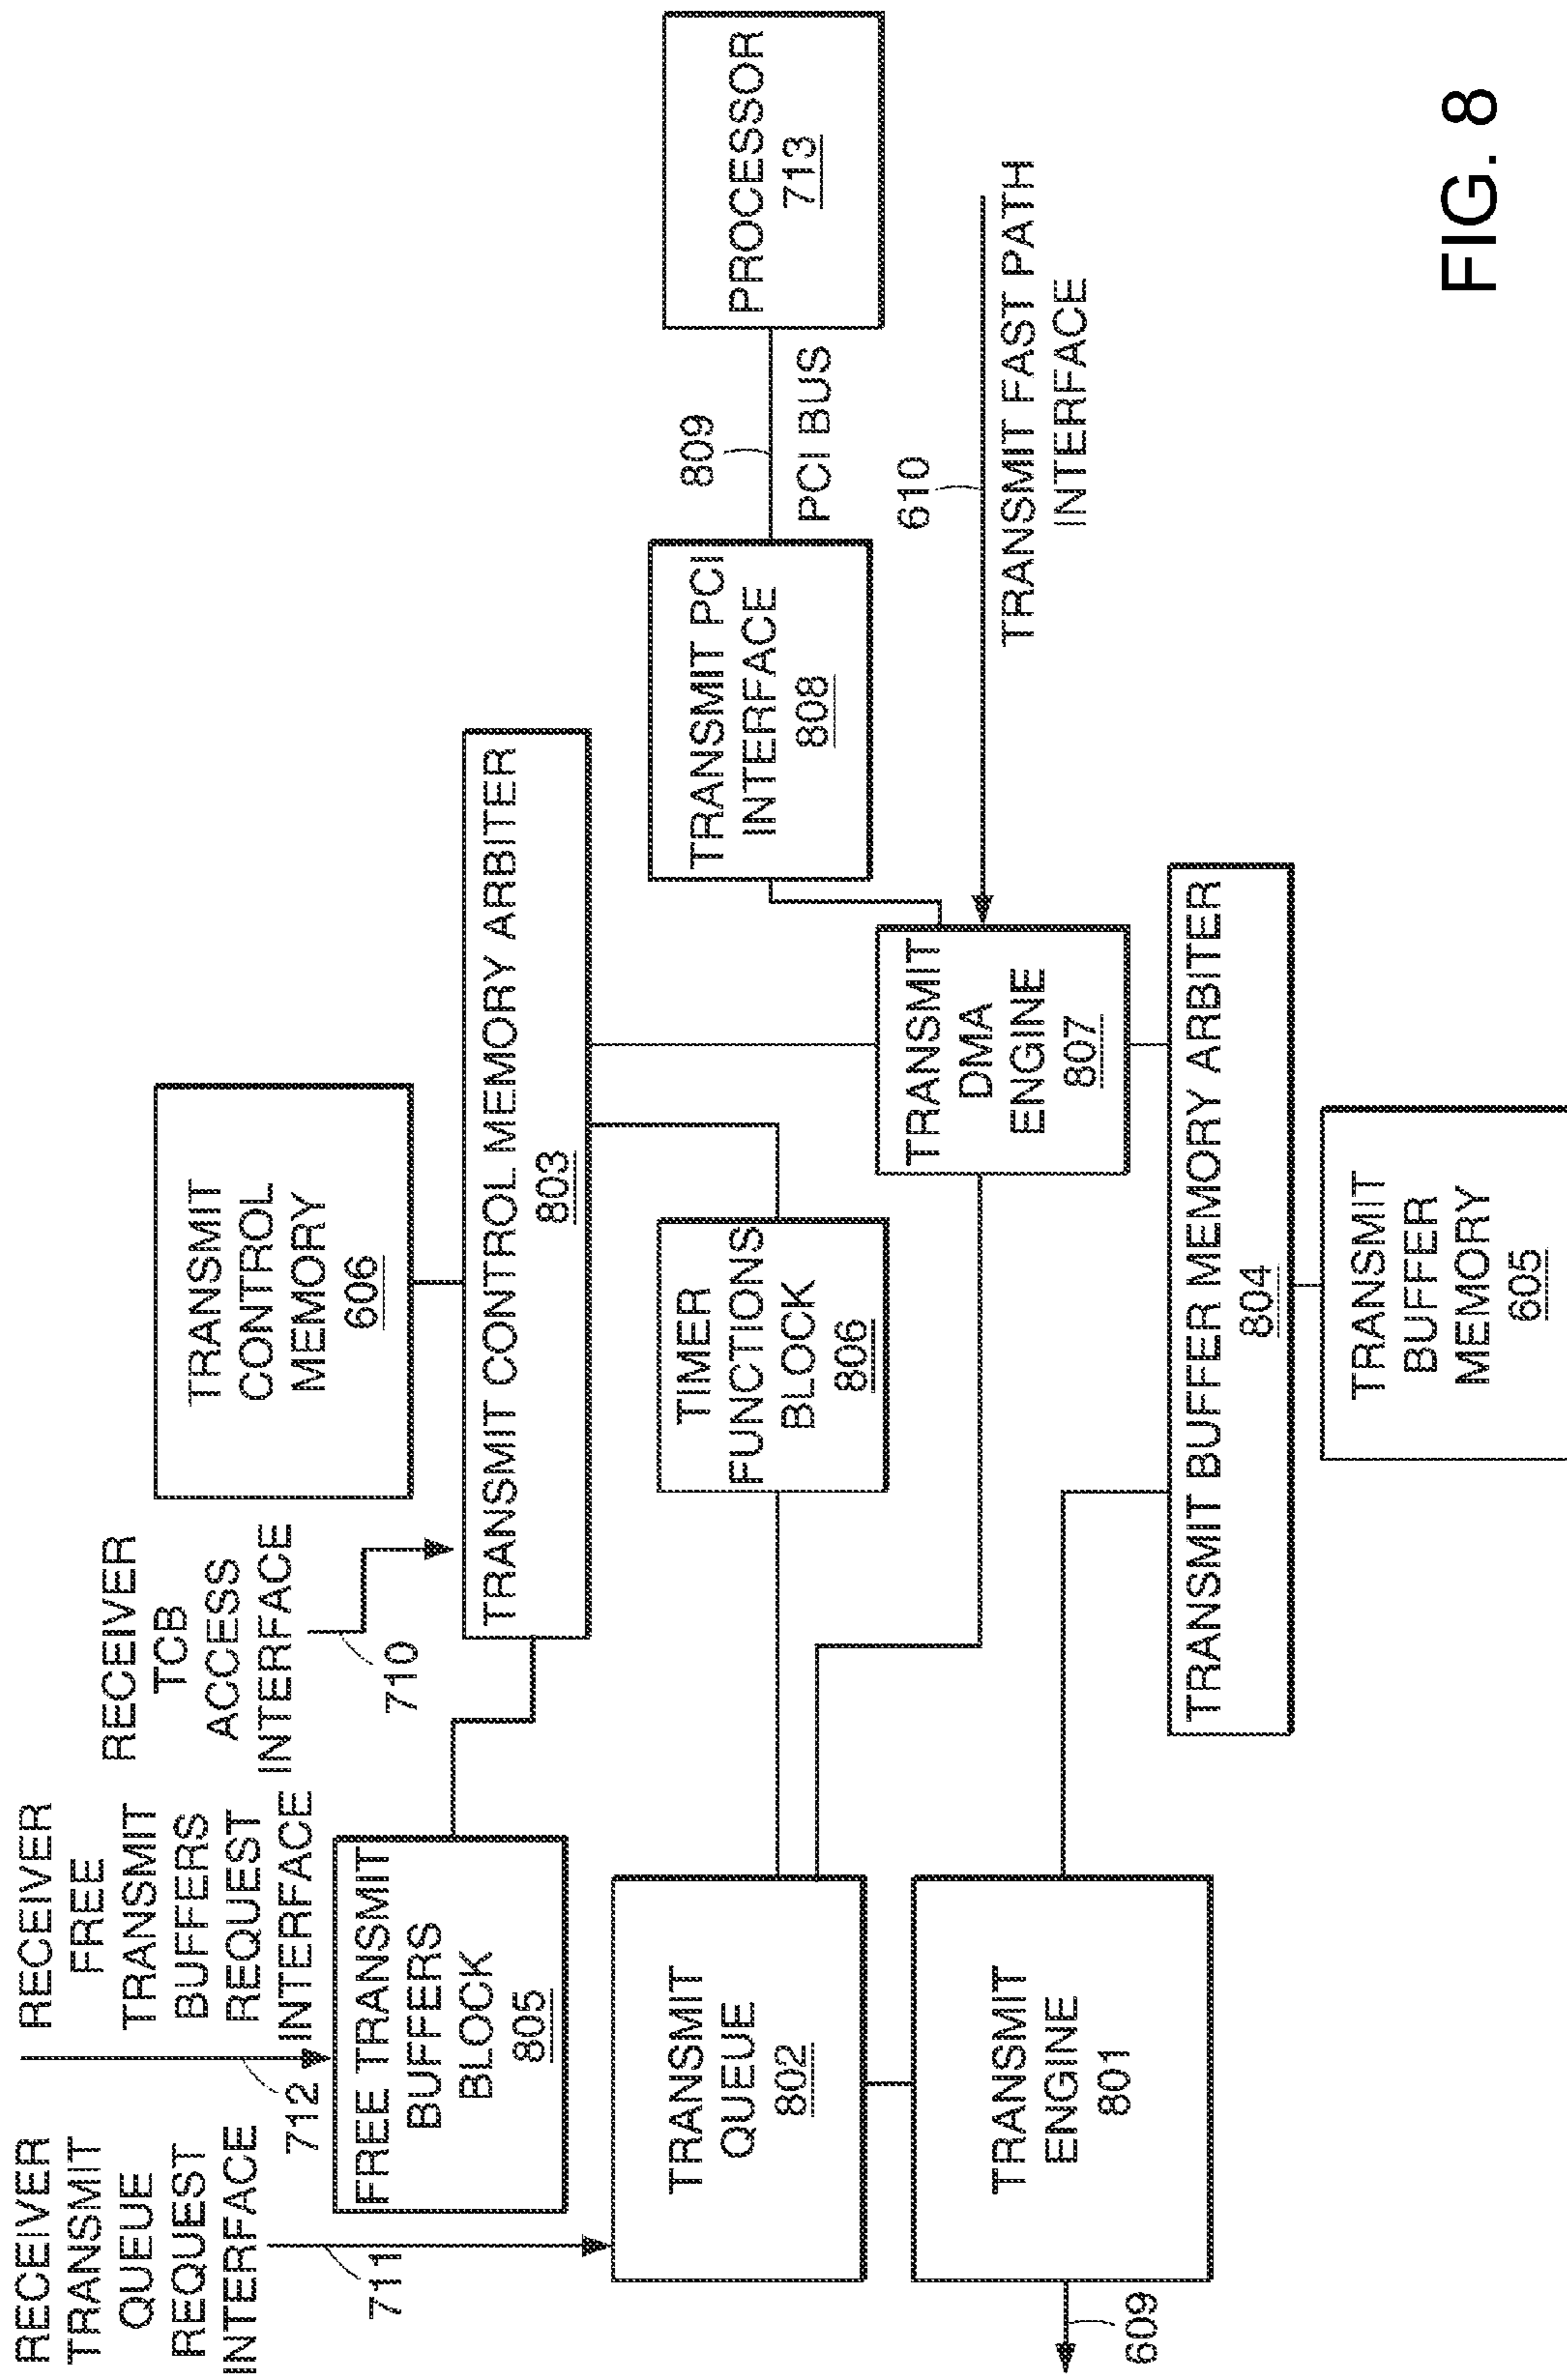 RECEIVER
TRANSMIT
QUEUE
REQUEST
INTERFACE
711
RECEIVER
FREE
TRANSMIT
BUFFERS
REQUEST
INTERFACE
712
RECEIVER
TCB
ACCESS
INTERFACE
710
TRANSMIT
CONTROL
MEMORY
606
FREE TRANSMIT
BUFFERS
BLOCK
805
TRANSMIT CONTROL MEMORY ARBITER
803
TRANSMIT
QUEUE
802
TIMER
FUNCTIONS
BLOCK
806
TRANSMIT PCI
INTERFACE
808
809
PCI BUS
PROCESSOR
713
TRANSMIT
ENGINE
801
609
TRANSMIT
DMA
ENGINE
807
610
TRANSMIT FAST PATH
INTERFACE
TRANSMIT BUFFER MEMORY ARBITER
804
TRANSMIT
BUFFER
MEMORY
605
FIG. 8